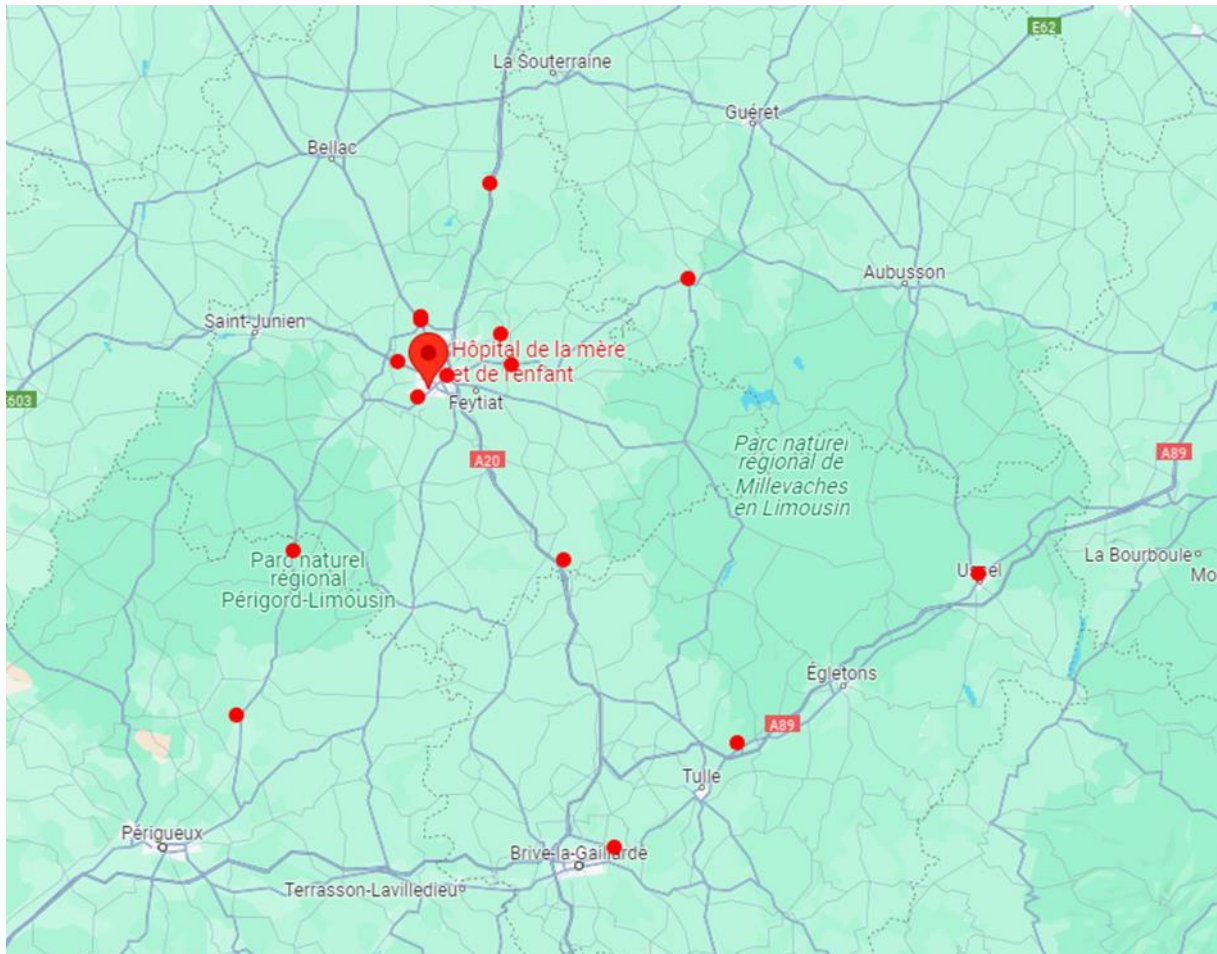 E62
La Souterraine
Guéret
Bellac
Aubusson
Saint-Junien
Hôpital de la mère
et de l'enfant
E603
Feytiat
Parc naturel
régional de
Millevaches
en Limousin
A20
A89
Parc naturel
régional
Périgord-Limousin
La Bourboule
Mo
Ussel
Égletons
A89
Tulle
Périgueux
Brive-la-Gaillarde
Terrasson-Lavilledieu